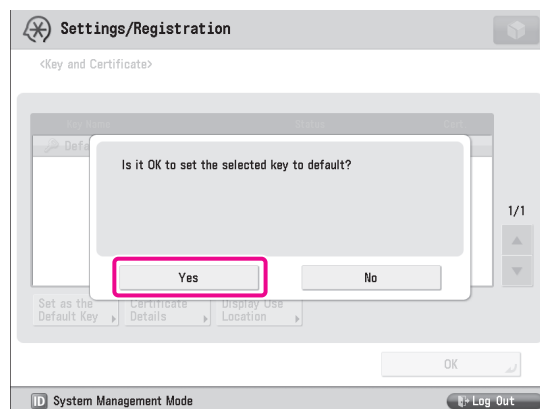 Settings/Registration
<Key and Certificate>
Key Name Status Cert
Defa
Is it OK to set the selected key to default?
1/1
Yes No
Set as the Default Key
Certificate Details
Display Use Location
OK
ID System Management Mode
Log Out